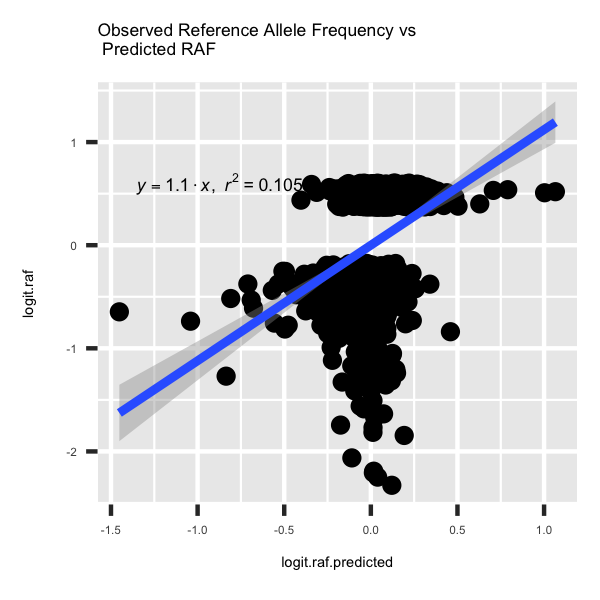 Observed Reference Allele Frequency vs
Predicted RAF
y = 1.1 · x, r² = 0.105
1
0
-1
-2
logit.raf
-1.5 -1.0 -0.5 0.0 0.5 1.0
logit.raf.predicted